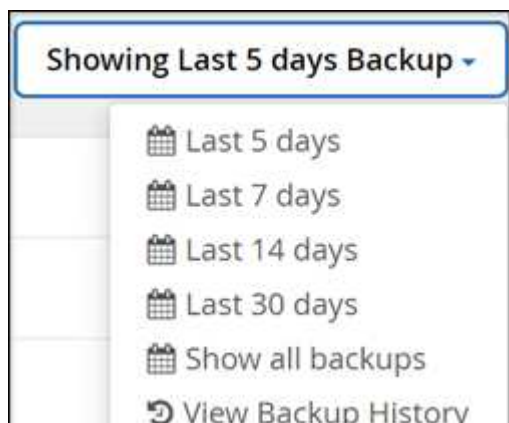 Showing Last 5 days Backup
Last 5 days
Last 7 days
Last 14 days
Last 30 days
Show all backups
View Backup History